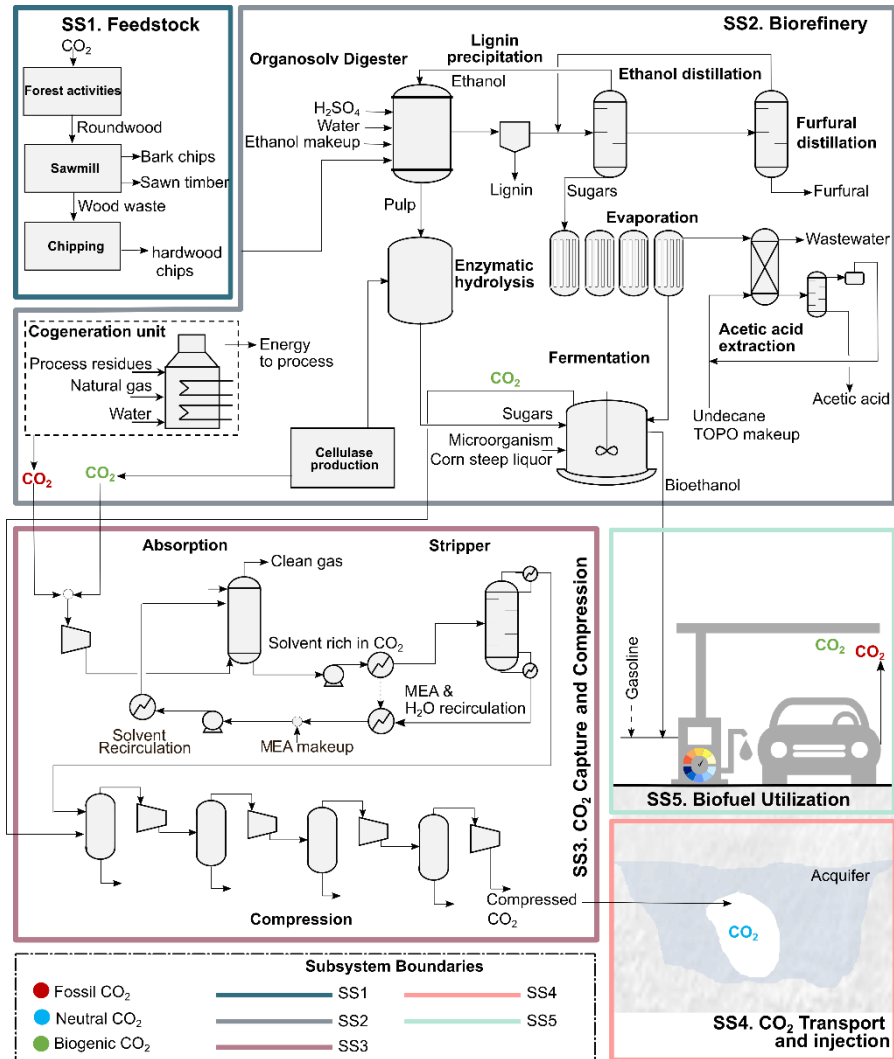 SS1. Feedstock
CO₂
Forest activities
Roundwood
Sawmill
Bark chips
Sawn timber
Wood waste
Chipping
hardwood
chips
SS2. Biorefinery
Organosolv Digester
Lignin
precipitation
Ethanol
Ethanol distillation
H₂SO₄
Water
Ethanol makeup
Furfural
distillation
Lignin
Sugars
Furfural
Pulp
Evaporation
Wastewater
Enzymatic
hydrolysis
Acetic acid
extraction
Cogeneration unit
Energy
to process
Process residues
Natural gas
Water
Fermentation
CO₂
Acetic acid
Sugars
Undecane
TOPO makeup
Microorganism
Corn steep liquor
Cellulase
production
CO₂
CO₂
Bioethanol
Absorption
Stripper
Clean gas
Solvent rich in CO₂
MEA &
H₂O recirculation
Solvent
Recirculation
MEA makeup
SS3. CO₂ Capture and Compression
Compression
Compressed
CO₂
Gasoline
CO₂
CO₂
SS5. Biofuel Utilization
Acquifer
CO₂
SS4. CO₂ Transport
and injection
Subsystem Boundaries
Fossil CO₂
SS1
SS4
Neutral CO₂
SS2
SS5
Biogenic CO₂
SS3